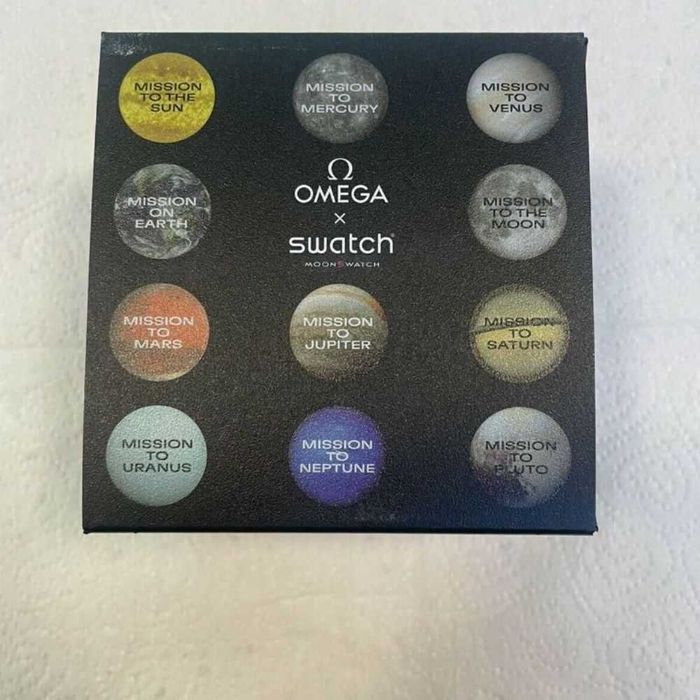 MISSION
TO THE
SUN
MISSION
TO
MERCURY
MISSION
TO
VENUS
MISSION
ON
EARTH
Ω
OMEGA
×
swatch
MOONSWATCH
MISSION
TO THE
MOON
MISSION
TO
MARS
MISSION
TO
JUPITER
MISSION
TO
SATURN
MISSION
TO
URANUS
MISSION
TO
NEPTUNE
MISSION
TO
PLUTO